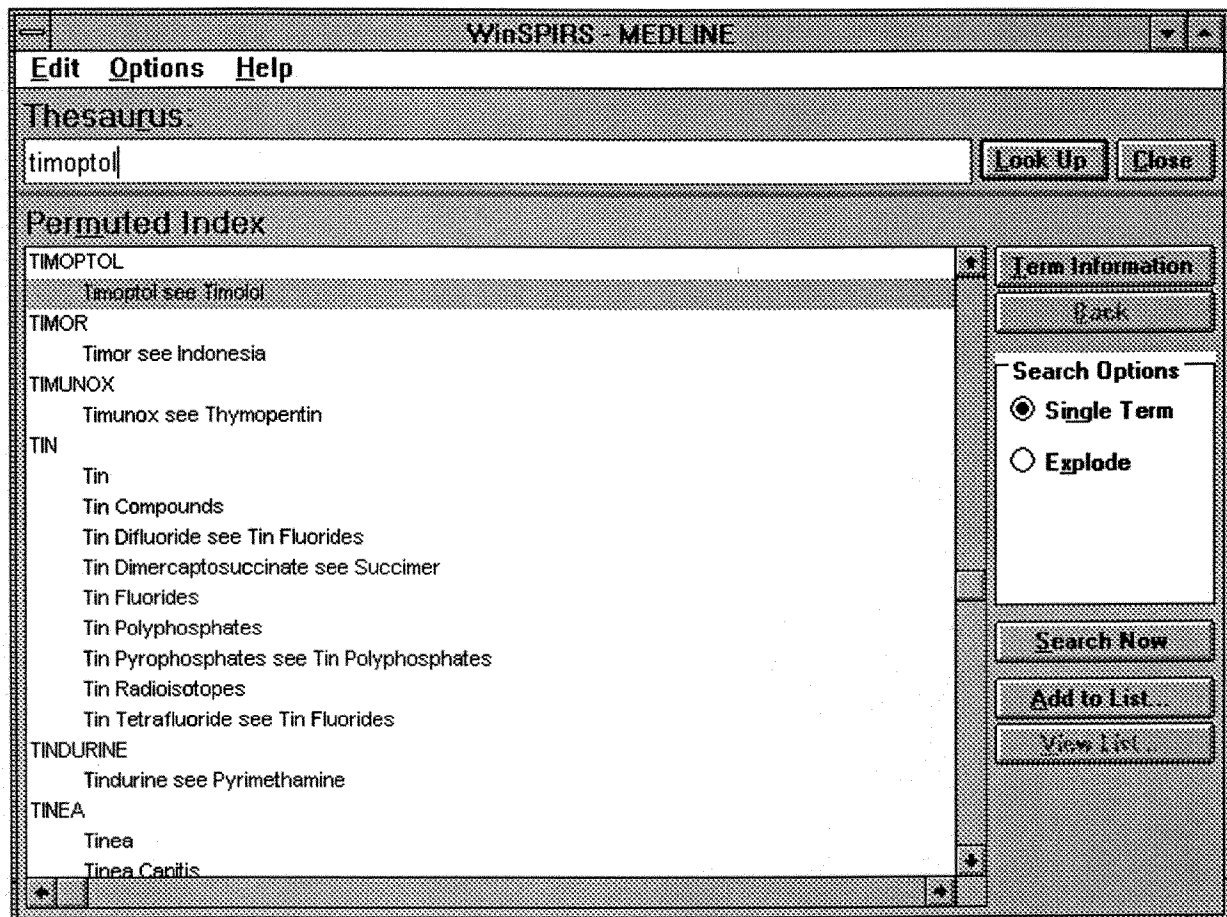 WinSPIRS - MEDLINE
Edit Options Help
Thesaurus:
timoptol
Look Up Close
Permuted Index
TIMOPTOL
Timoptol see Timolol
TIMOR
Timor see Indonesia
TIMUNOX
Timunox see Thymopentin
TIN
Tin
Tin Compounds
Tin Difluoride see Tin Fluorides
Tin Dimercaptosuccinate see Succimer
Tin Fluorides
Tin Polyphosphates
Tin Pyrophosphates see Tin Polyphosphates
Tin Radioisotopes
Tin Tetrafluoride see Tin Fluorides
TINDURINE
Tindurine see Pyrimethamine
TINEA
Tinea
Tinea Capitis
Term Information
Back
Search Options
Single Term
Explode
Search Now
Add to List...
View List...